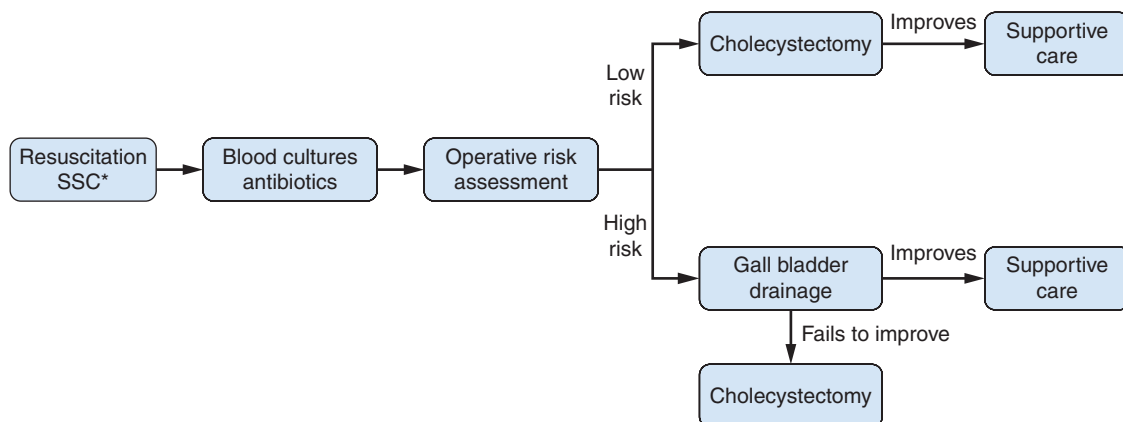 Resuscitation
SSC*
Blood cultures
antibiotics
Operative risk
assessment
Low
risk
Cholecystectomy
Improves
Supportive
care
High
risk
Gall bladder
drainage
Improves
Supportive
care
Fails to improve
Cholecystectomy